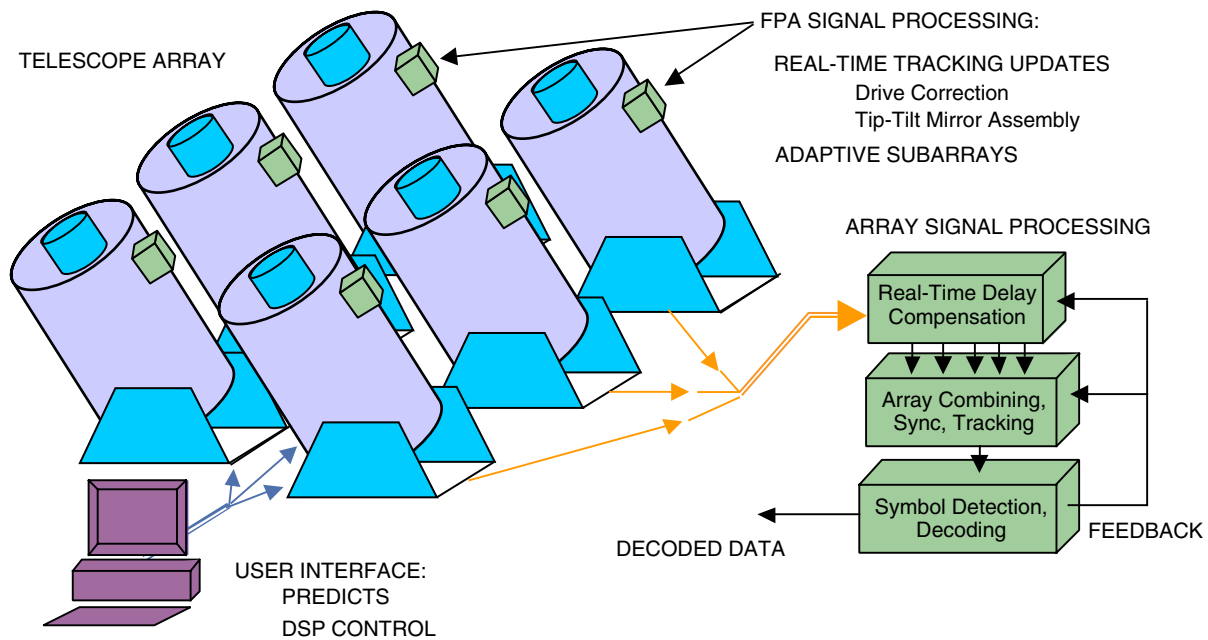 TELESCOPE ARRAY
FPA SIGNAL PROCESSING:
REAL-TIME TRACKING UPDATES
Drive Correction
Tip-Tilt Mirror Assembly
ADAPTIVE SUBARRAYS
ARRAY SIGNAL PROCESSING
Real-Time Delay
Compensation
Array Combining,
Sync, Tracking
Symbol Detection,
Decoding
FEEDBACK
DECODED DATA
USER INTERFACE:
PREDICTS
DSP CONTROL